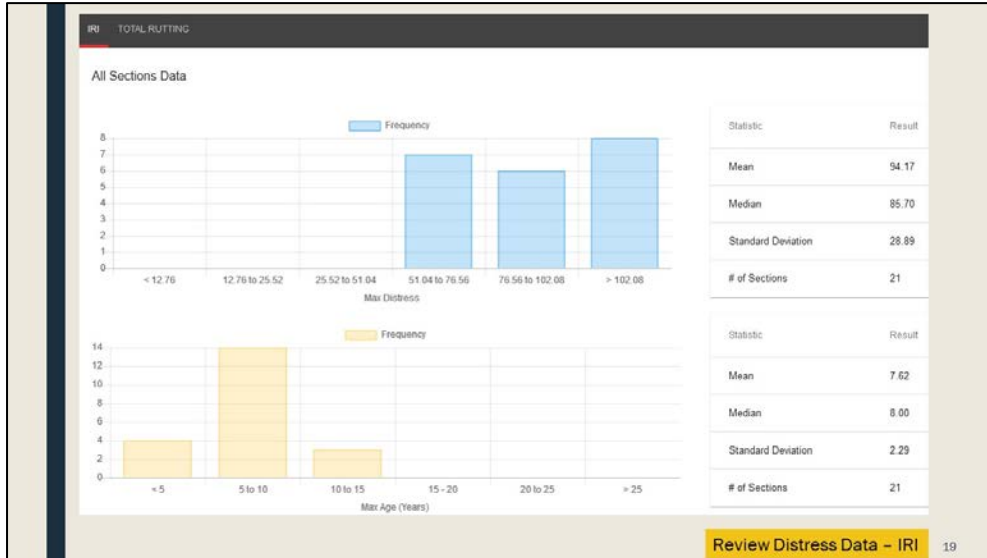 IRI TOTAL RUTTING
All Sections Data
Frequency
8
7
6
5
4
3
2
1
0
< 12.76 12.76 to 25.52 25.52 to 51.04 51.04 to 76.56 76.56 to 102.08 > 102.08
Max Distress
Statistic Result
Mean 94.17
Median 85.70
Standard Deviation 28.89
# of Sections 21
Frequency
14
12
10
8
6
4
2
0
< 5 5 to 10 10 to 15 15 - 20 20 to 25 > 25
Max Age (Years)
Statistic Result
Mean 7.62
Median 8.00
Standard Deviation 2.29
# of Sections 21
Review Distress Data – IRI 19